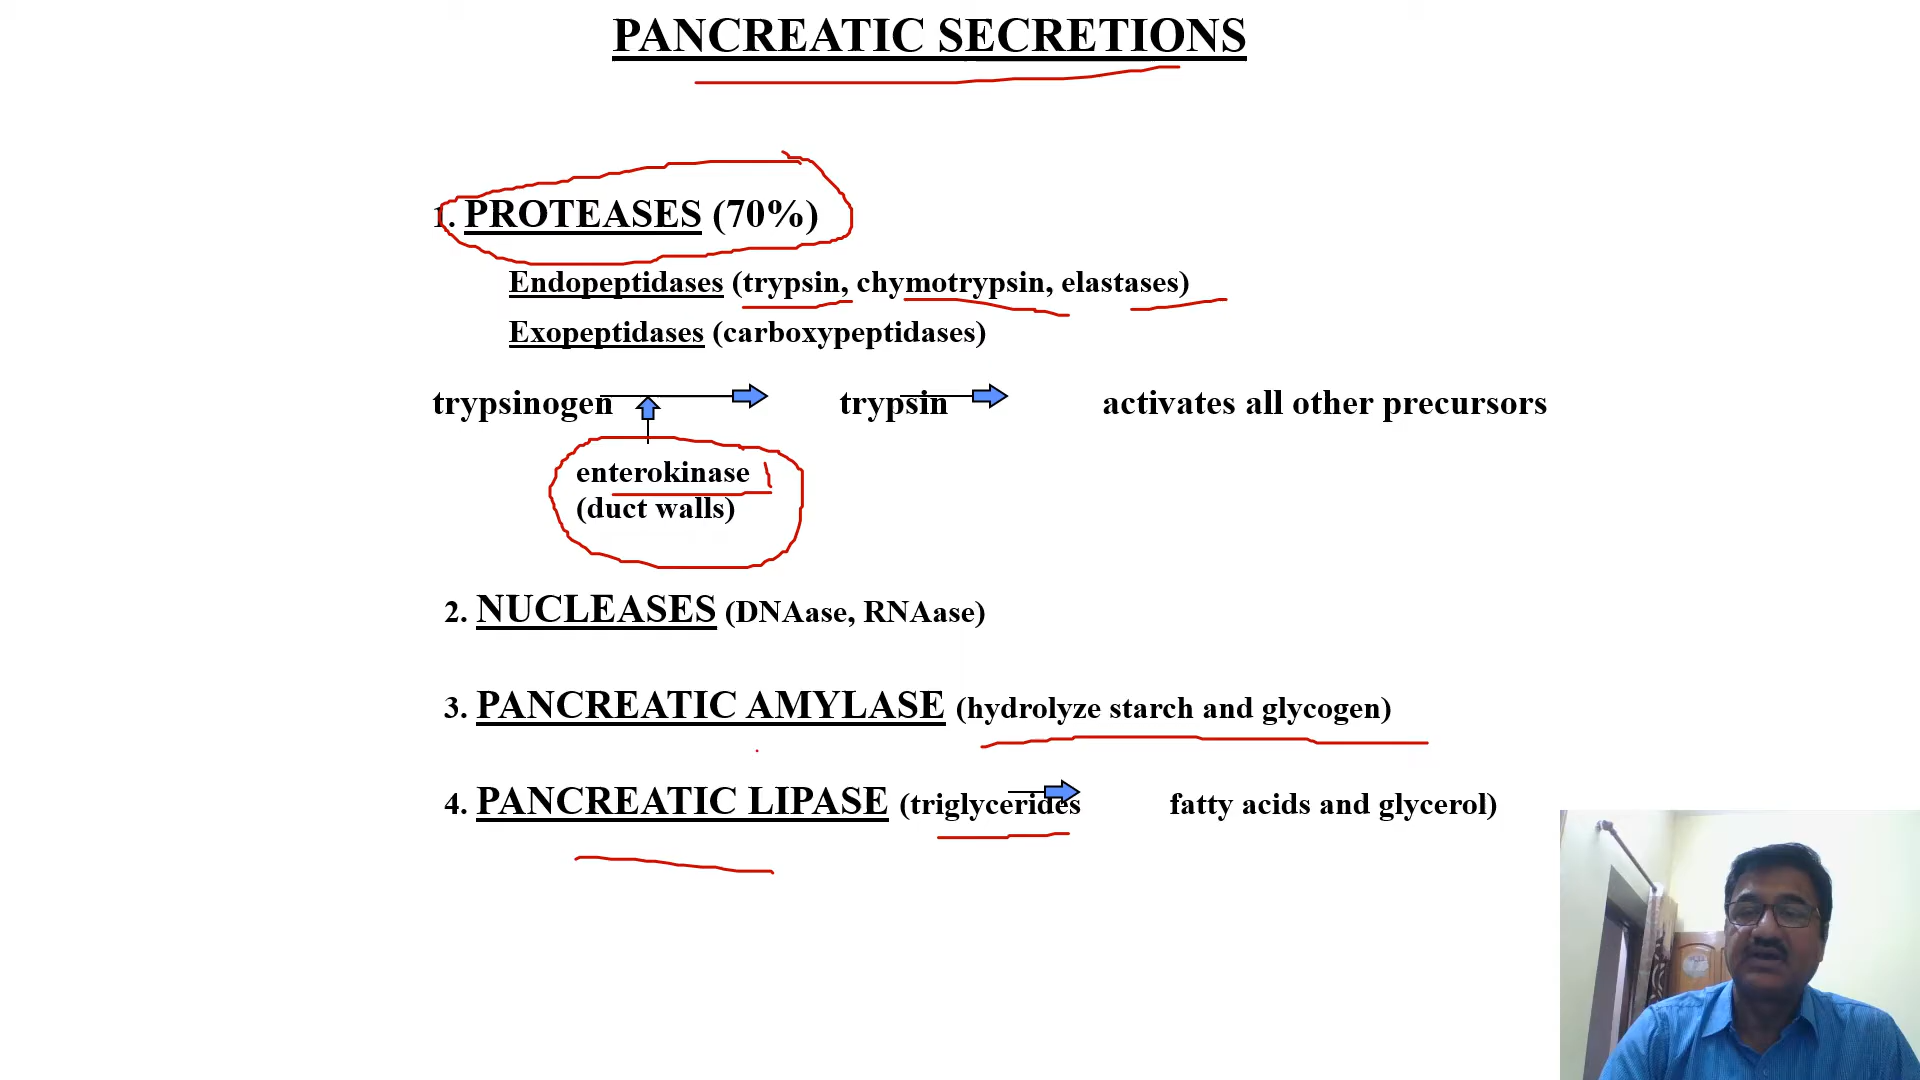 PANCREATIC SECRETIONS
1. PROTEASES (70%)
Endopeptidases (trypsin, chymotrypsin, elastases)
Exopeptidases (carboxypeptidases)
trypsinogen trypsin activates all other precursors
enterokinase
(duct walls)
2. NUCLEASES (DNAase, RNAase)
3. PANCREATIC AMYLASE (hydrolyze starch and glycogen)
4. PANCREATIC LIPASE (triglycerides fatty acids and glycerol)